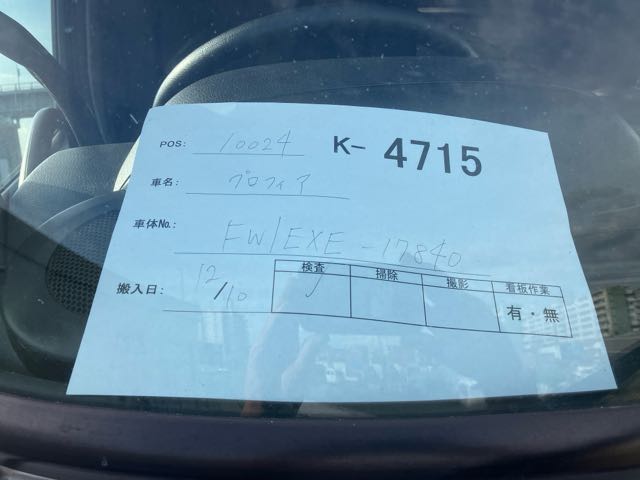 POS: 10024 K- 4715
車名: プロフィア
車体No.: FW1EXE-17840
搬入日: 12/10
検査 掃除 撮影 看板作業
有・無